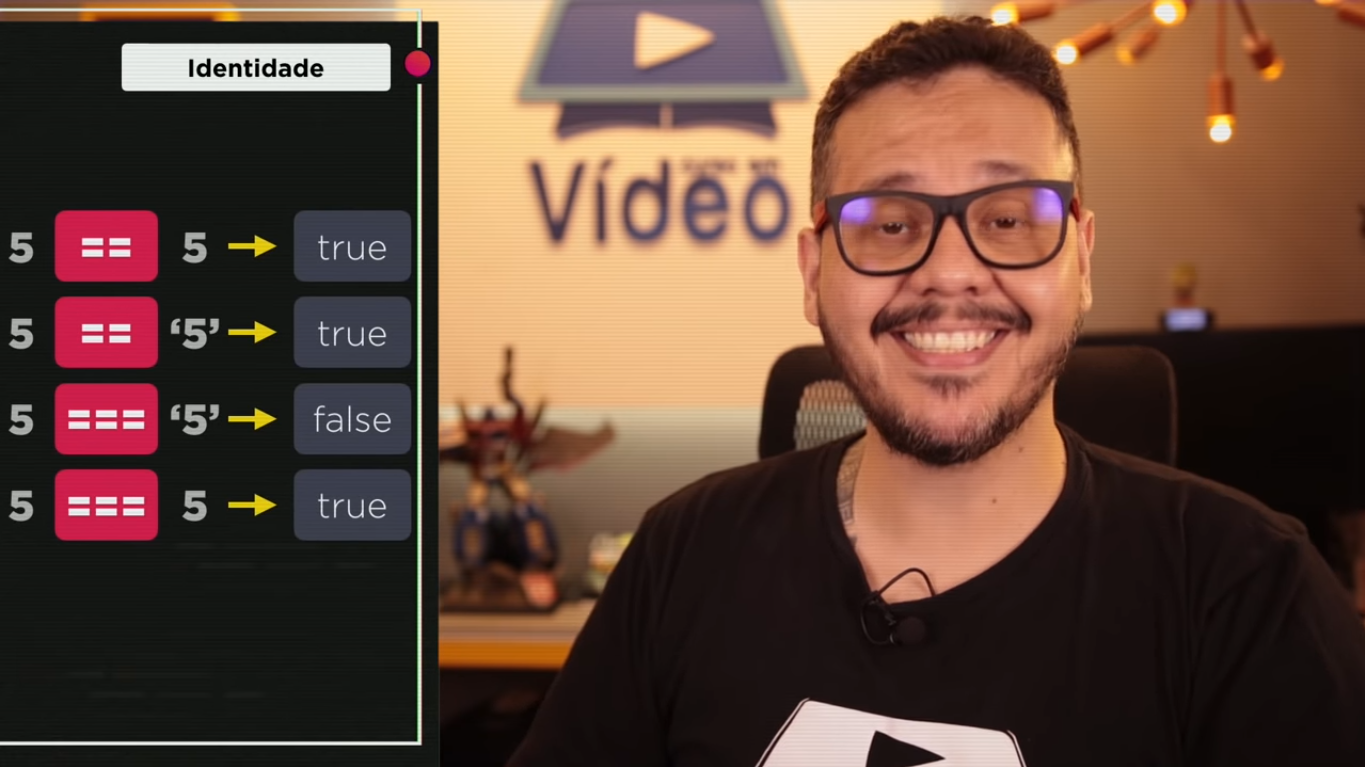 Identidade
5 == 5 → true
5 == ‘5’ → true
5 === ‘5’ → false
5 === 5 → true
Vídeo